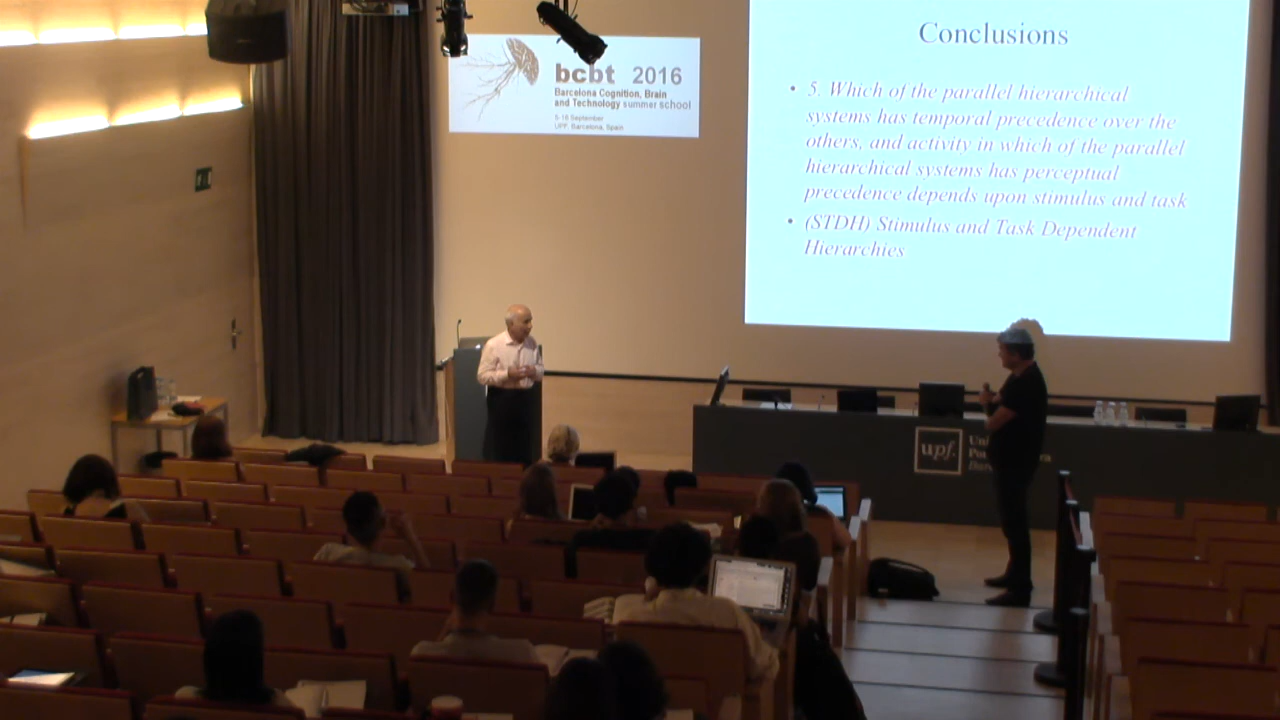 bcbt 2016
Barcelona Cognition, Brain
and Technology summer school
5-16 September
UPF, Barcelona, Spain
Conclusions
• 5. Which of the parallel hierarchical
systems has temporal precedence over the
others, and activity in which of the parallel
hierarchical systems has perceptual
precedence depends upon stimulus and task
• (STDH) Stimulus and Task Dependent
Hierarchies
upf.